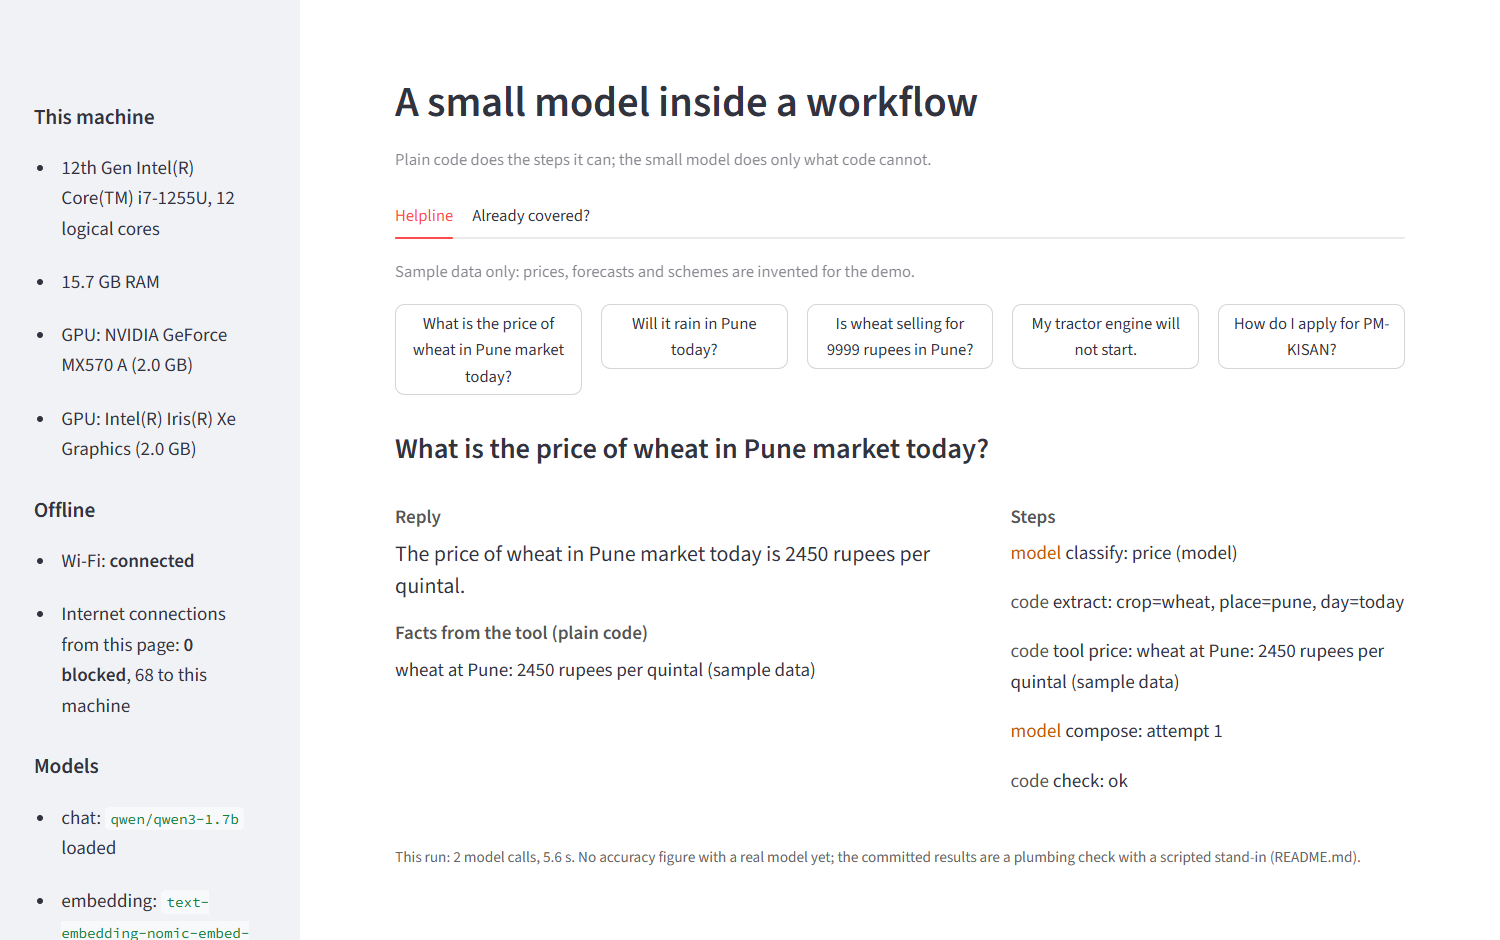 This machine
12th Gen Intel(R)
Core(TM) i7-1255U, 12
logical cores
15.7 GB RAM
GPU: NVIDIA GeForce
MX570 A (2.0 GB)
GPU: Intel(R) Iris(R) Xe
Graphics (2.0 GB)
Offline
Wi-Fi: connected
Internet connections
from this page: 0
blocked, 68 to this
machine
Models
chat: qwen/qwen3-1.7b
loaded
embedding: text-
embedding-nomic-embed-
A small model inside a workflow
Plain code does the steps it can; the small model does only what code cannot.
Helpline
Already covered?
Sample data only: prices, forecasts and schemes are invented for the demo.
What is the price of
wheat in Pune market
today?
Will it rain in Pune
today?
Is wheat selling for
9999 rupees in Pune?
My tractor engine will
not start.
How do I apply for PM-
KISAN?
What is the price of wheat in Pune market today?
Reply
The price of wheat in Pune market today is 2450 rupees per
quintal.
Facts from the tool (plain code)
wheat at Pune: 2450 rupees per quintal (sample data)
Steps
model classify: price (model)
code extract: crop=wheat, place=pune, day=today
code tool price: wheat at Pune: 2450 rupees per
quintal (sample data)
model compose: attempt 1
code check: ok
This run: 2 model calls, 5.6 s. No accuracy figure with a real model yet; the committed results are a plumbing check with a scripted stand-in (README.md).